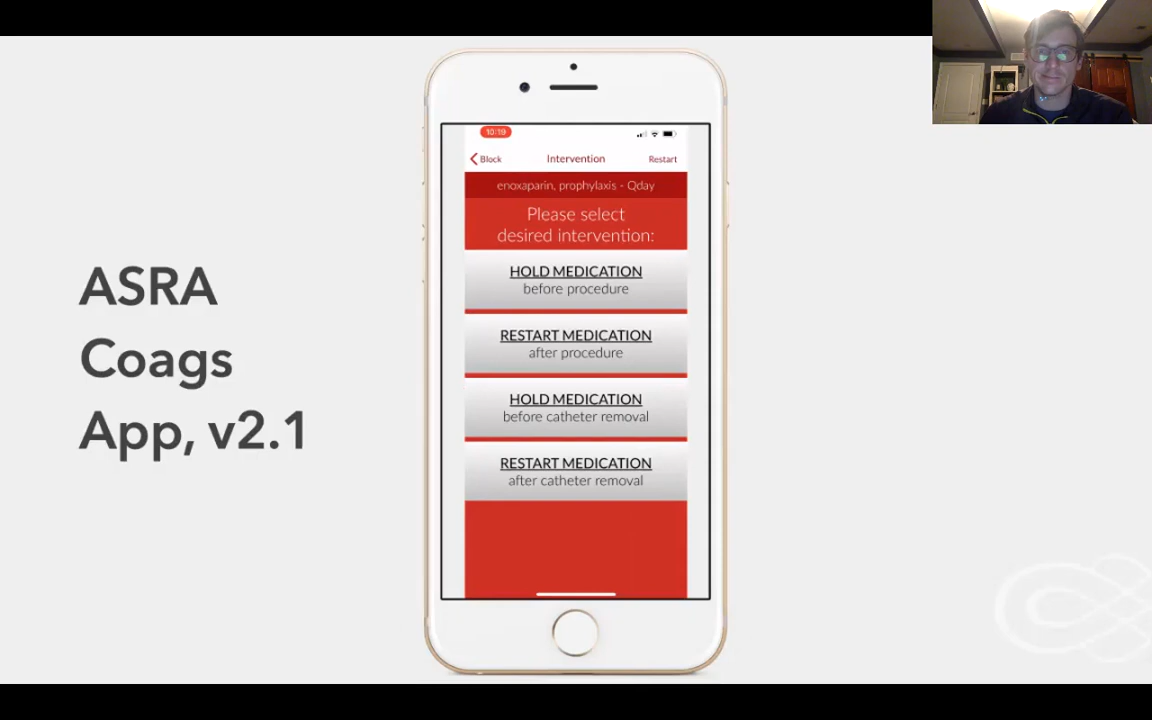 ASRA
Coags
App, v2.1
10:19
Block
Intervention
Restart
enoxaparin, prophylaxis - Qday
Please select
desired intervention:
HOLD MEDICATION
before procedure
RESTART MEDICATION
after procedure
HOLD MEDICATION
before catheter removal
RESTART MEDICATION
after catheter removal